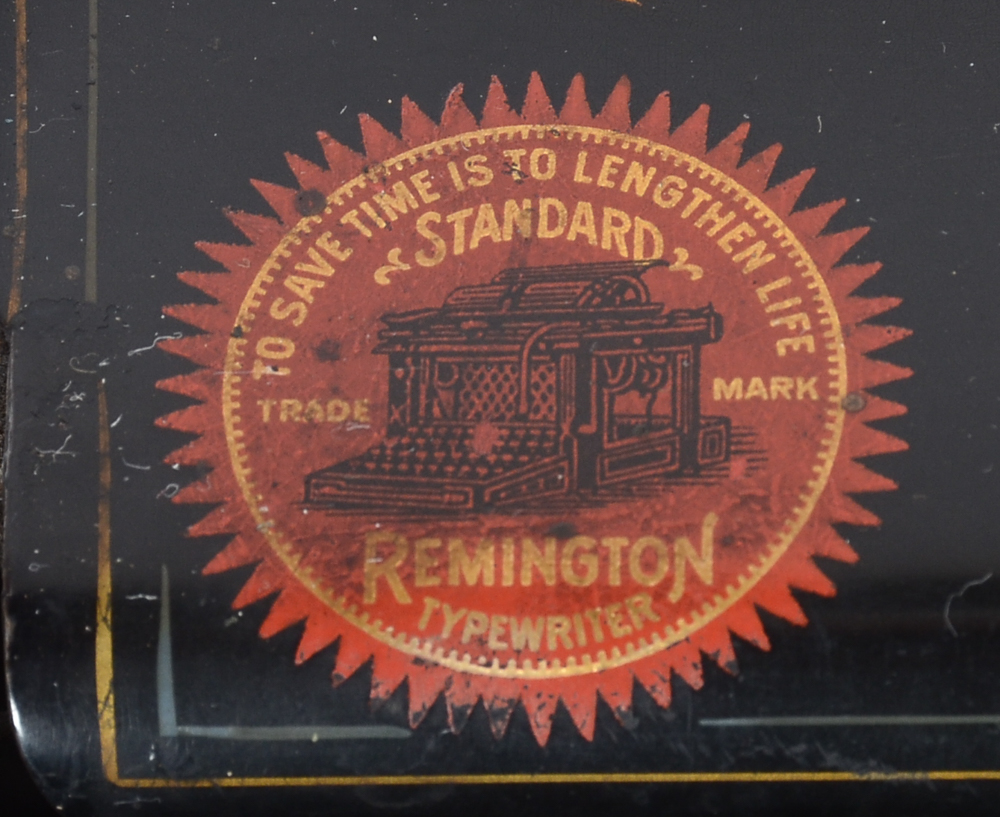 TO SAVE TIME IS TO LENGTHEN LIFE
STANDARD
TRADE MARK
REMINGTON
TYPEWRITER